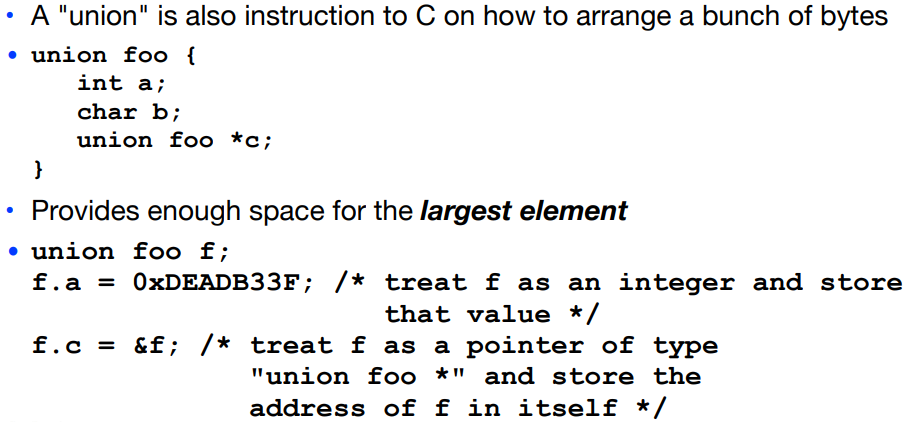 • A "union" is also instruction to C on how to arrange a bunch of bytes
• union foo {
int a;
char b;
union foo *c;
}
• Provides enough space for the largest element
• union foo f;
f.a = 0xDEADB33F; /* treat f as an integer and store
that value */
f.c = &f; /* treat f as a pointer of type
"union foo *" and store the
address of f in itself */